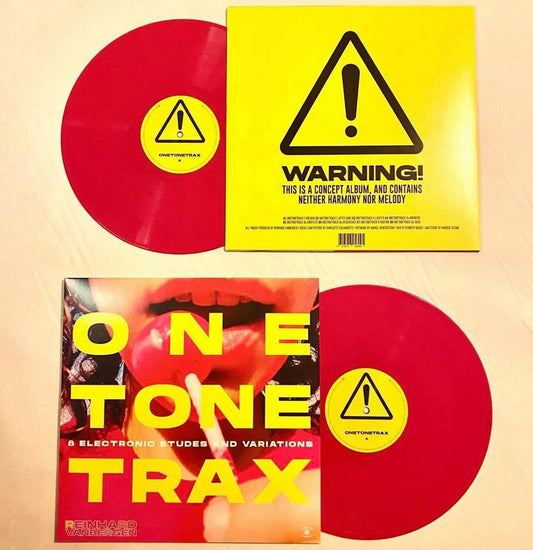 ONETONETRAX
WARNING!
THIS IS A CONCEPT ALBUM, AND CONTAINS
NEITHER HARMONY NOR MELODY
ONE
TONE
8 ELECTRONIC ETUDES AND VARIATIONS
TRAX
REINHARD
VANBERGEN
ONETONETRAX
A